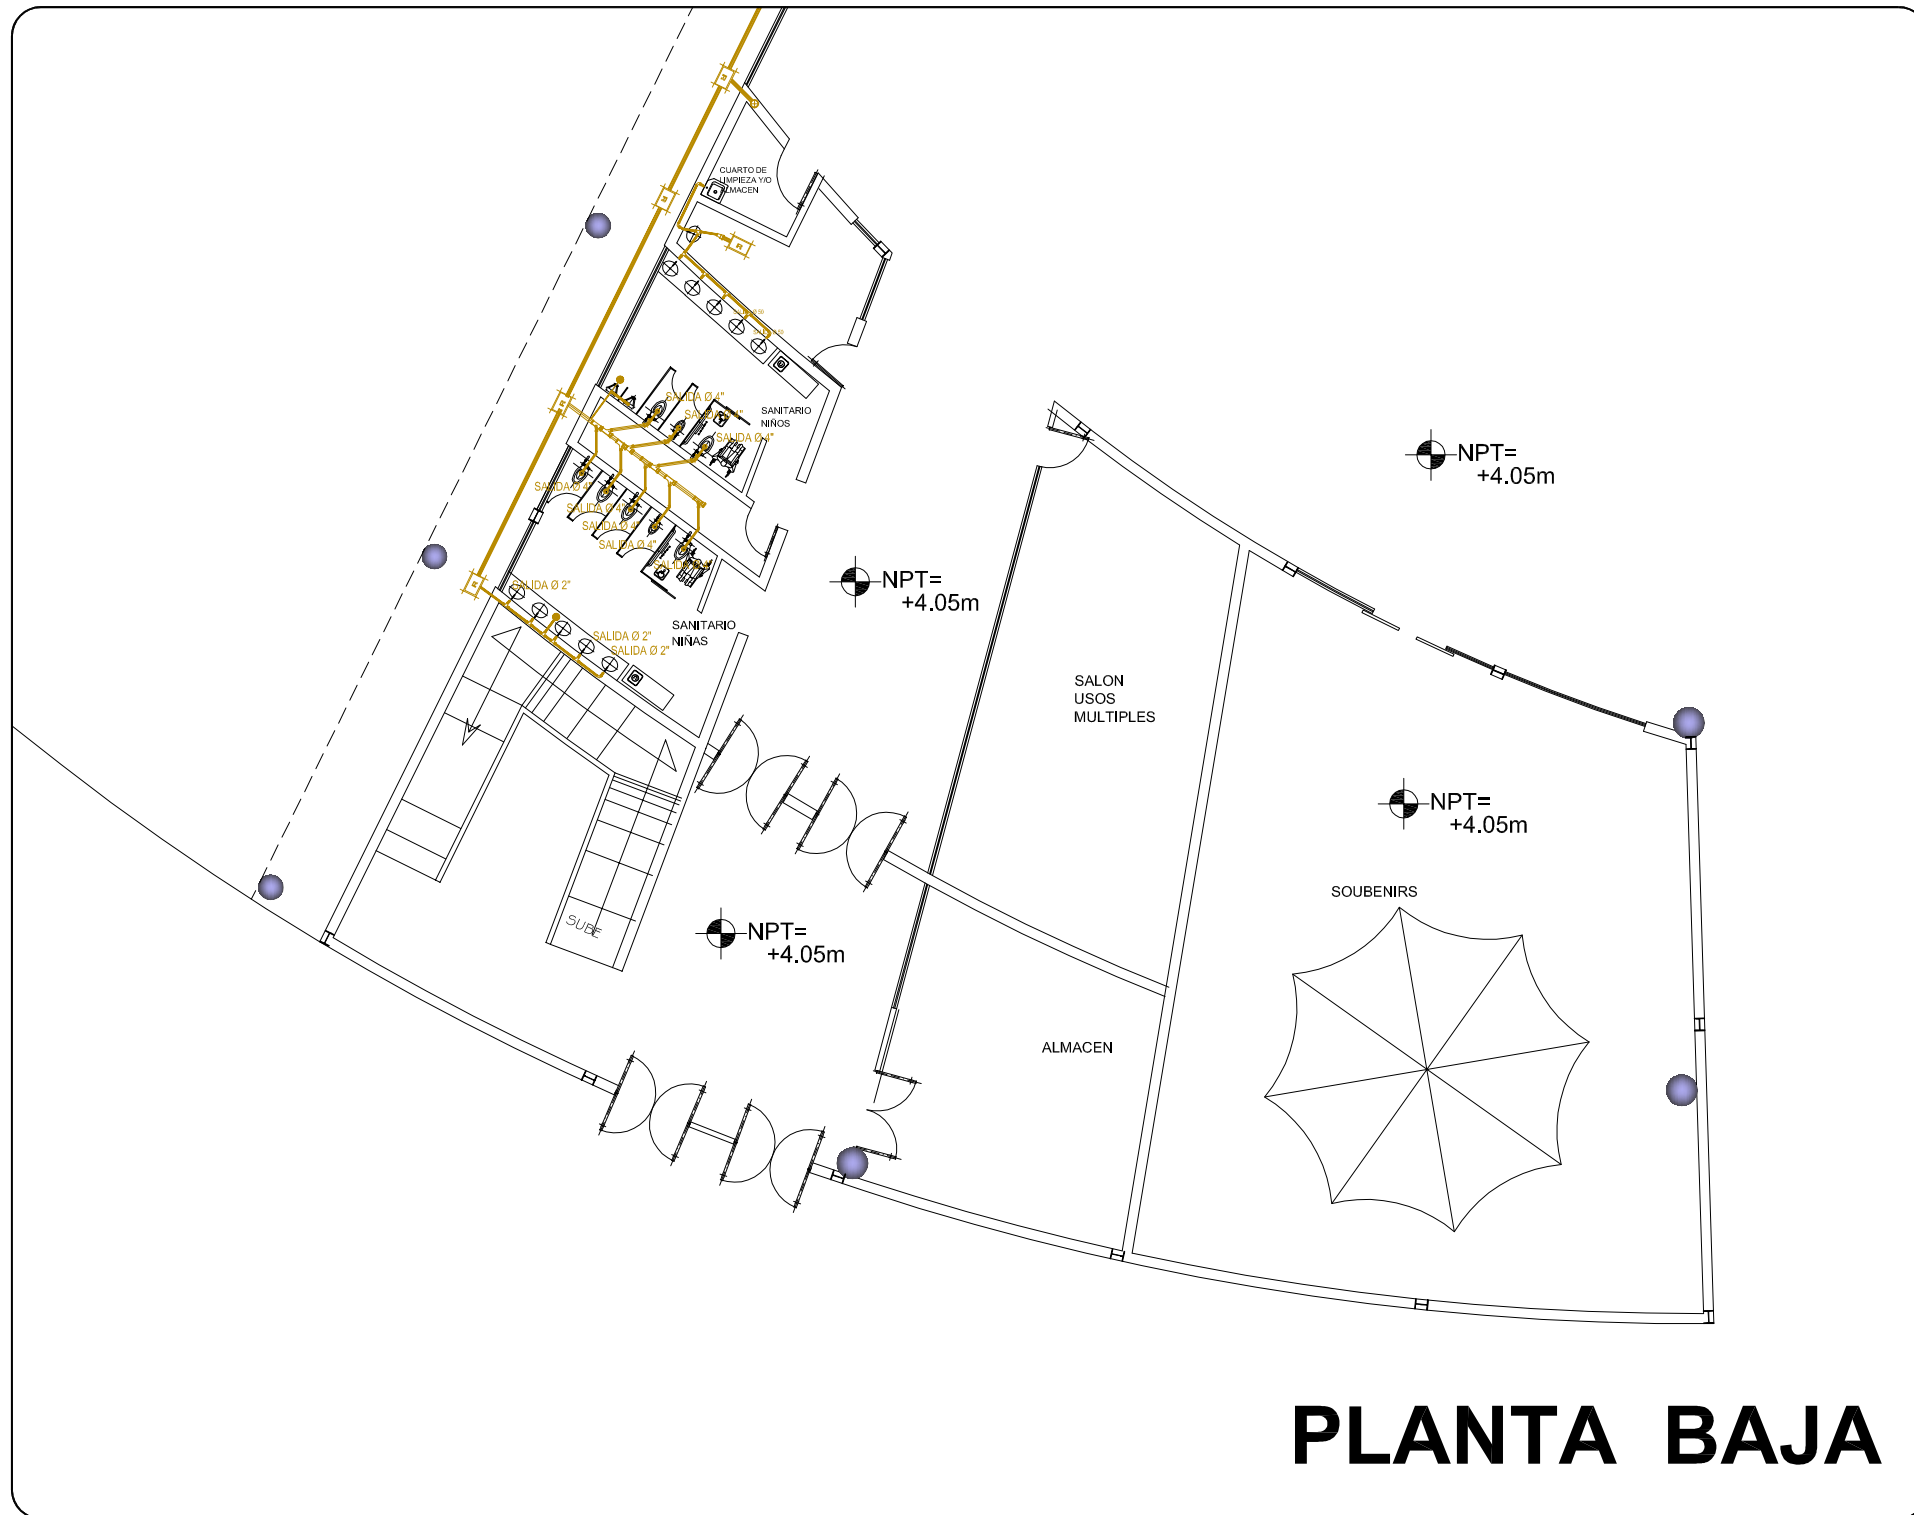 CUARTO DE
LIMPIEZA Y/O
ALMACEN
SALIDA Ø 4"
SALIDA Ø 4"
SALIDA Ø 4"
SANITARIO
NIÑOS
SALIDA Ø 4"
SALIDA Ø 4"
SALIDA Ø 4"
SALIDA Ø 4"
SALIDA Ø 4"
SALIDA Ø 2"
SALIDA Ø 2"
SALIDA Ø 2"
SANITARIO
NIÑAS
NPT=
+4.05m
NPT=
+4.05m
SALON
USOS
MULTIPLES
NPT=
+4.05m
SOUBENIRS
SUBE
NPT=
+4.05m
ALMACEN
PLANTA BAJA